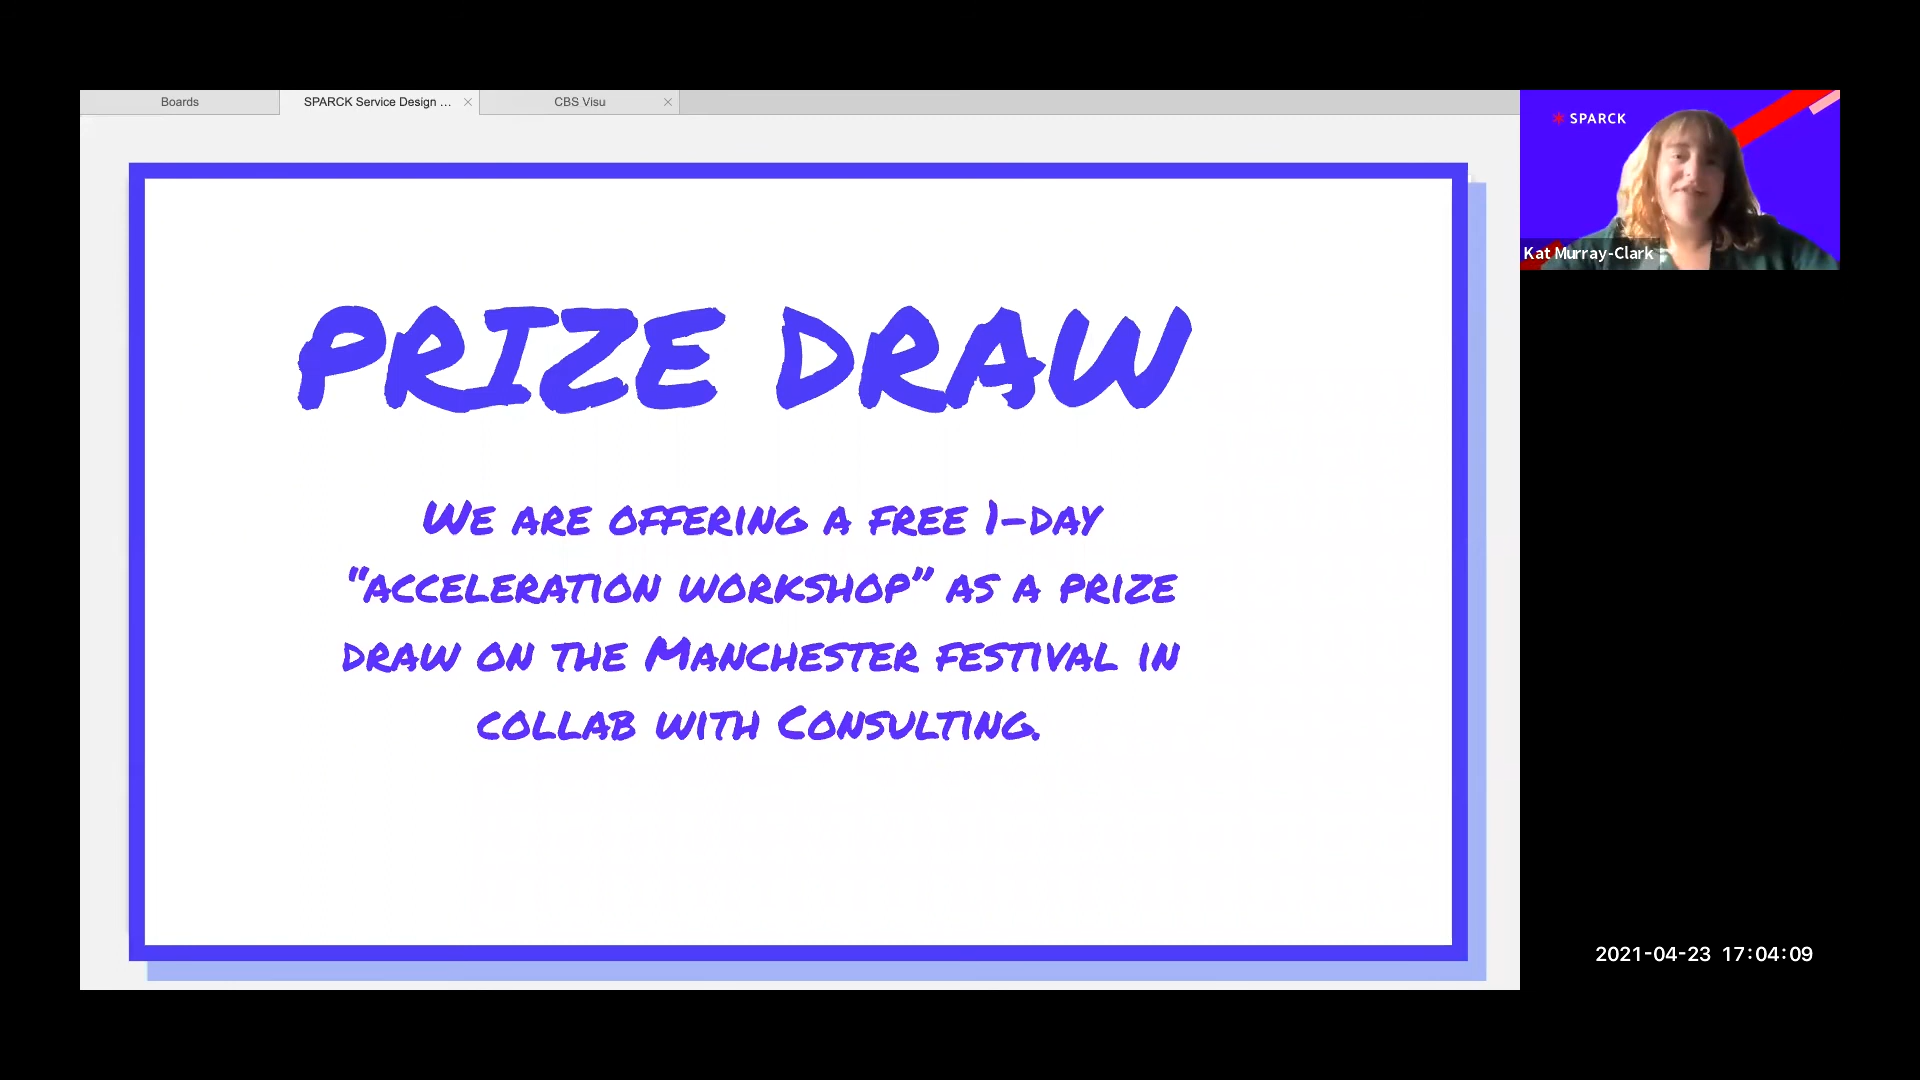 Boards
SPARCK Service Design ...
CBS Visu
SPARCK
Kat Murray-Clark
PRIZE DRAW
WE ARE OFFERING A FREE 1-DAY
“ACCELERATION WORKSHOP” AS A PRIZE
DRAW ON THE MANCHESTER FESTIVAL IN
COLLAB WITH CONSULTING.
2021-04-23 17:04:09